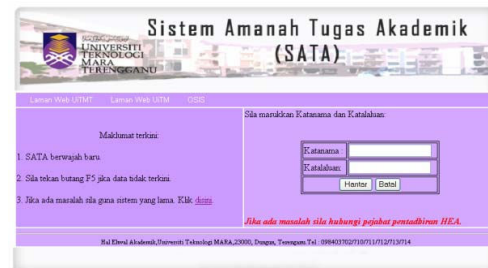 Sistem Amanah Tugas Akademik
(SATA)
UNIVERSITI
TEKNOLOGI
MARA
TERENGGANU
Laman Web UiTMT Laman Web UiTM OSIS
Maklumat terkini:
1. SATA berwajah baru.
2. Sila tekan butang F5 jika data tidak terkini.
3. Jika ada masalah sila guna sistem yang lama. Klik disini.
Sila masukkan Katanama dan Katalaluan:
Katanama :
Katalaluan:
Hantar Batal
Jika ada masalah sila hubungi pejabat pentadbiran HEA.
Hal Ehwal Akademik,Universiti Teknologi MARA,23000, Dungun, Terengganu.Tel : 098403702/710/711/712/713/714